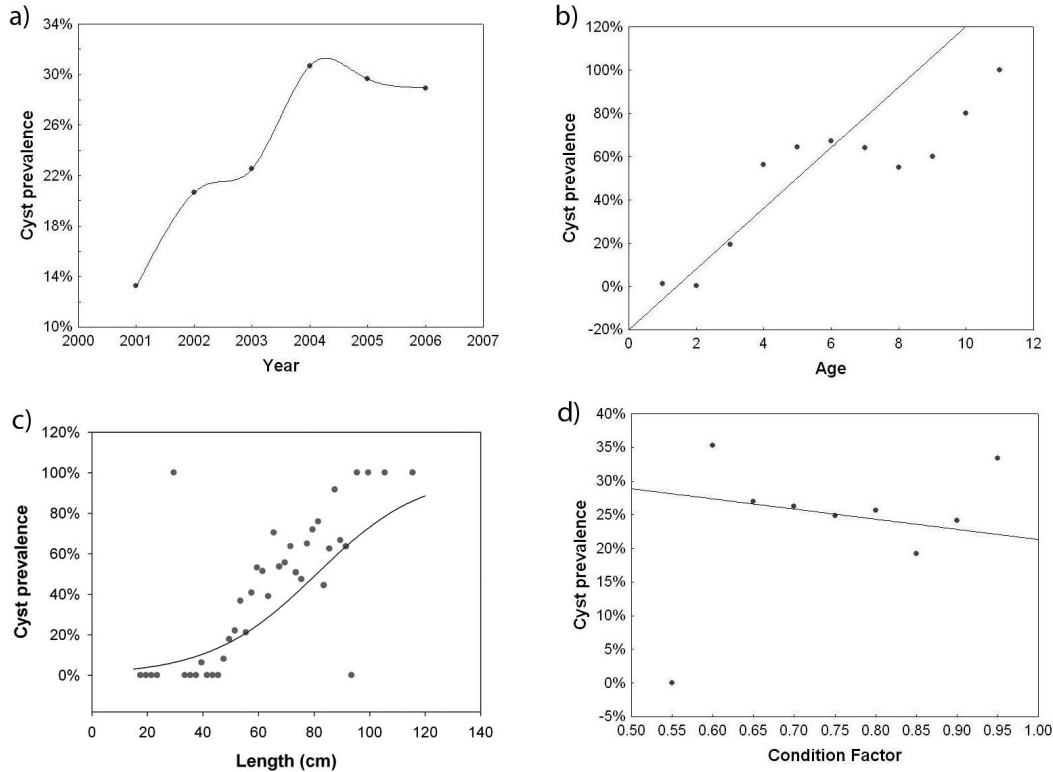 a)
34%
30%
26%
22%
18%
14%
10%
2000 2001 2002 2003 2004 2005 2006 2007
Year
Cyst prevalence
b)
120%
100%
80%
60%
40%
20%
0%
-20%
0 2 4 6 8 10 12
Age
Cyst prevalence
c)
120%
100%
80%
60%
40%
20%
0%
0 20 40 60 80 100 120 140
Length (cm)
Cyst prevalence
d)
40%
35%
30%
25%
20%
15%
10%
5%
0%
-5%
0.50 0.55 0.60 0.65 0.70 0.75 0.80 0.85 0.90 0.95 1.00
Condition Factor
Cyst prevalence